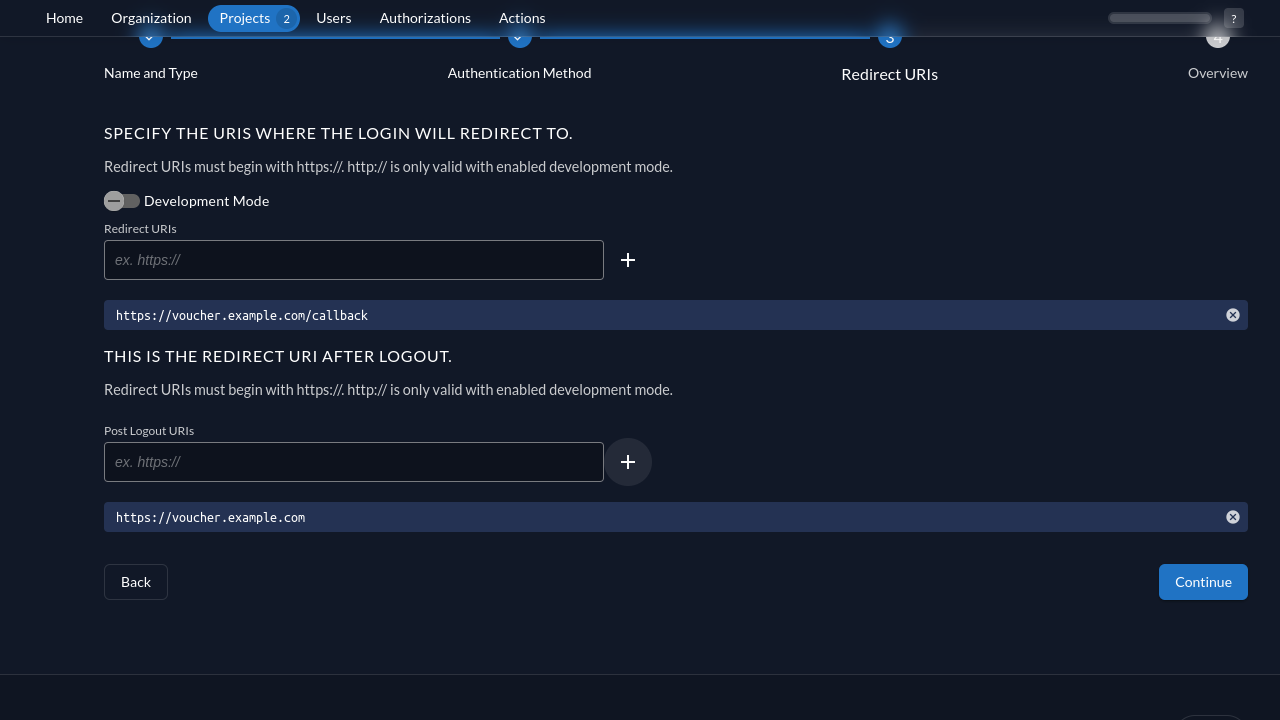 Home Organization Projects 2 Users Authorizations Actions ?
3 4
Name and Type Authentication Method Redirect URIs Overview
SPECIFY THE URIS WHERE THE LOGIN WILL REDIRECT TO.
Redirect URIs must begin with https://. http:// is only valid with enabled development mode.
Development Mode
Redirect URIs
ex. https://
https://voucher.example.com/callback
THIS IS THE REDIRECT URI AFTER LOGOUT.
Redirect URIs must begin with https://. http:// is only valid with enabled development mode.
Post Logout URIs
ex. https://
https://voucher.example.com
Back Continue